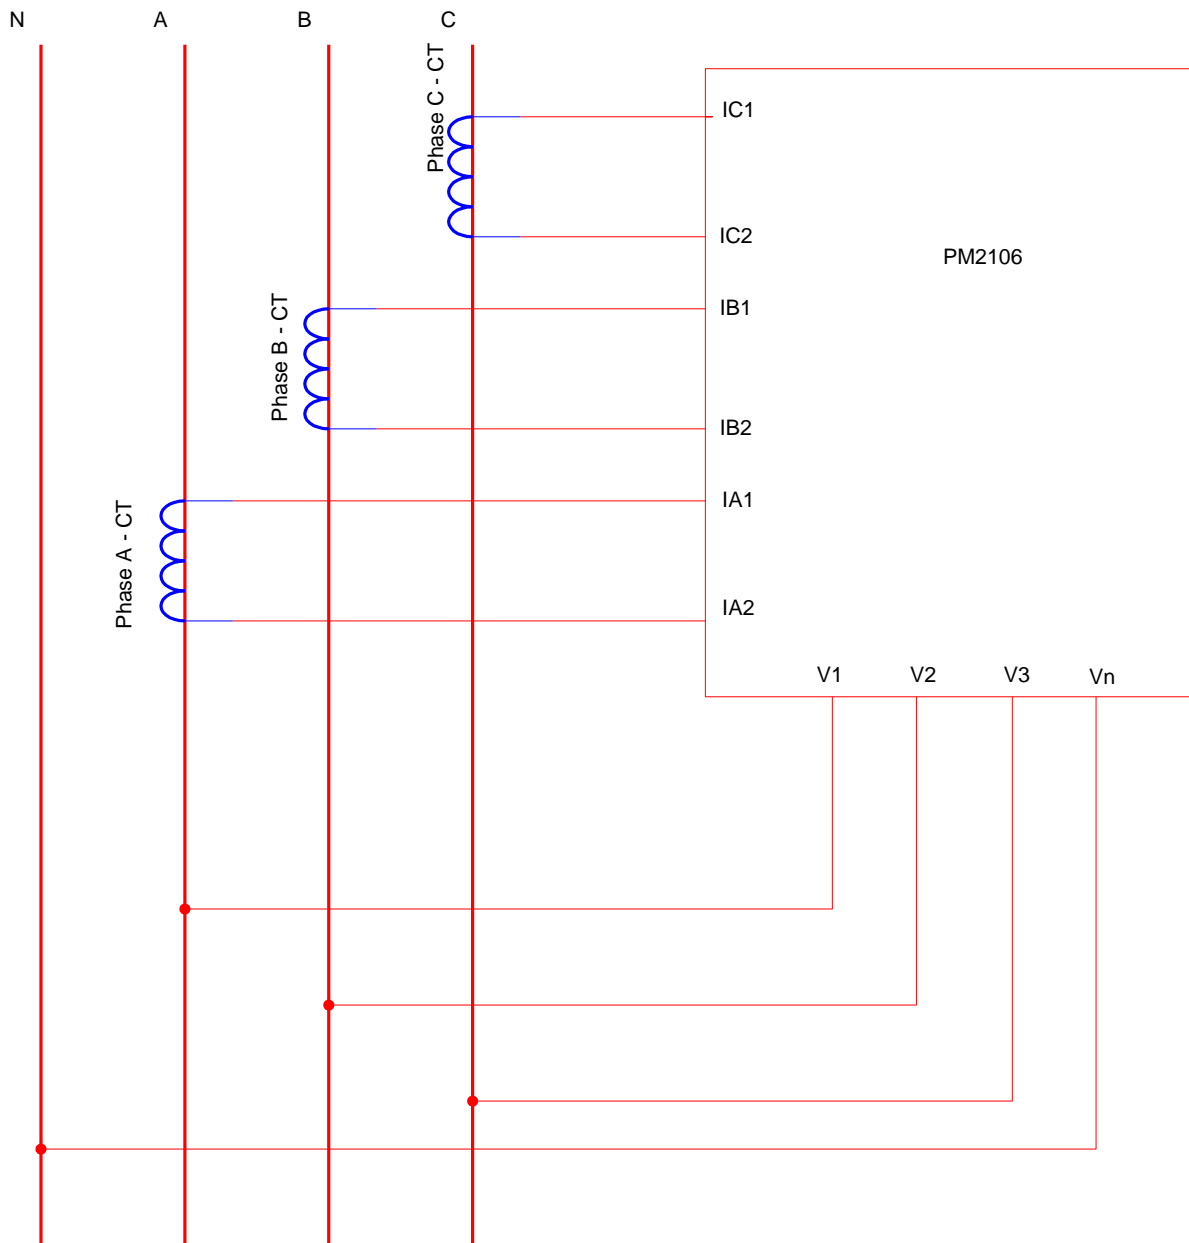 N
A
B
C
Phase C - CT
IC1
IC2
PM2106
Phase B - CT
IB1
IB2
Phase A - CT
IA1
IA2
V1
V2
V3
Vn